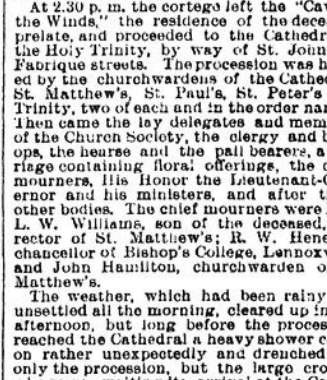 At 2.30 p. m. the cortege left the "Ca
the Winds," the residence of the dece
prelate, and proceeded to the Cathedr
the Holy Trinity, by way of St. John
Fabrique streets. The procession was h
ed by the churchwardens of the Cathe
St. Matthew's, St. Paul's, St. Peter's
Trinity, two of each and in the order na
Then came the lay delegates and mem
of the Church Society, the clergy and b
ops, the hearse and the pall bearers, a
riage containing floral offerings, the c
mourners, His Honor the Lieutenant-G
ernor and his ministers, and after t
other bodies. The chief mourners were
L. W. Williams, son of the deceased,
rector of St. Matthew's; R. W. Hene
chancellor of Bishop's College, Lennoxv
and John Hamilton, churchwarden o
Matthew's.
The weather, which had been rainy
unsettled all the morning, cleared up in
afternoon, but long before the proces
reached the Cathedral a heavy shower c
on rather unexpectedly and drenched
only the procession, but the large cro